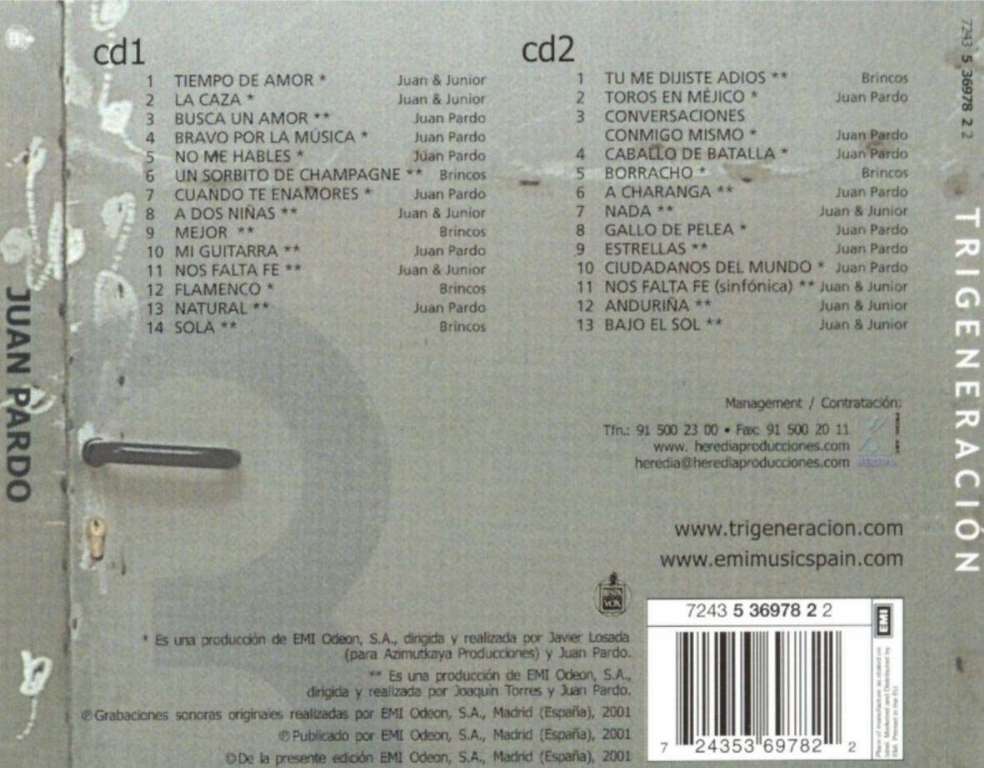 JUAN PARDO
cd1
1 TIEMPO DE AMOR * Juan & Junior
2 LA CAZA * Juan & Junior
3 BUSCA UN AMOR ** Juan Pardo
4 BRAVO POR LA MÚSICA * Juan Pardo
5 NO ME HABLES * Juan Pardo
6 UN SORBITO DE CHAMPAGNE ** Brincos
7 CUANDO TE ENAMORES * Juan Pardo
8 A DOS NIÑAS ** Juan & Junior
9 MEJOR ** Brincos
10 MI GUITARRA ** Juan Pardo
11 NOS FALTA FE ** Juan & Junior
12 FLAMENCO * Brincos
13 NATURAL ** Juan Pardo
14 SOLA ** Brincos
cd2
1 TU ME DIJISTE ADIOS ** Brincos
2 TOROS EN MÉJICO * Juan Pardo
3 CONVERSACIONES
CONMIGO MISMO * Juan Pardo
4 CABALLO DE BATALLA * Juan Pardo
5 BORRACHO * Brincos
6 A CHARANGA ** Juan Pardo
7 NADA ** Juan & Junior
8 GALLO DE PELEA * Juan Pardo
9 ESTRELLAS ** Juan Pardo
10 CIUDADANOS DEL MUNDO * Juan Pardo
11 NOS FALTA FE (sinfónica) ** Juan & Junior
12 ANDURIÑA ** Juan & Junior
13 BAJO EL SOL ** Juan & Junior
Management / Contratación:
Tfn.: 91 500 23 00 • Fax: 91 500 20 11
www. herediaproducciones.com
heredia@herediaproducciones.com
www.trigeneracion.com
www.emimusicspain.com
* Es una producción de EMI Odeon, S.A., dirigida y realizada por Javier Losada
(para Azimutkaya Producciones) y Juan Pardo.
** Es una producción de EMI Odeon, S.A.,
dirigida y realizada por Joaquín Torres y Juan Pardo.
℗Grabaciones sonoras originales realizadas por EMI Odeon, S.A., Madrid (España), 2001
℗Publicado por EMI Odeon, S.A., Madrid (España), 2001
©De la presente edición EMI Odeon, S.A., Madrid (España), 2001
7243 5 36978 2 2
EMI
7 24353 69782 2
7243 5 36978 2 2
TRIGENERACIÓN